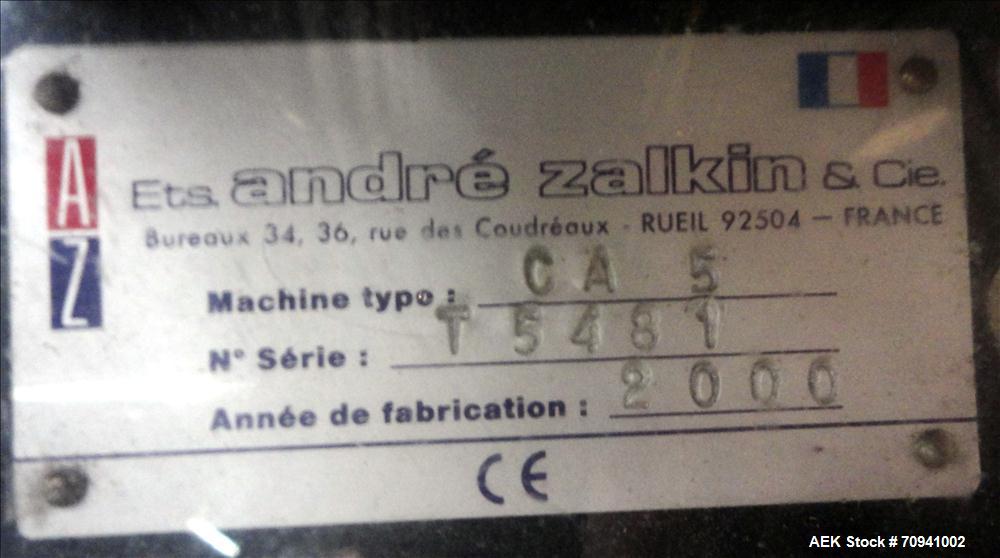 A
Z
Ets. andré zalkin & Cie.
Bureaux 34, 36, rue des Coudréaux - RUEIL 92504 — FRANCE
Machine type : CA 5
N° Série : T5481
Année de fabrication : 2000
CE
AEK Stock # 70941002